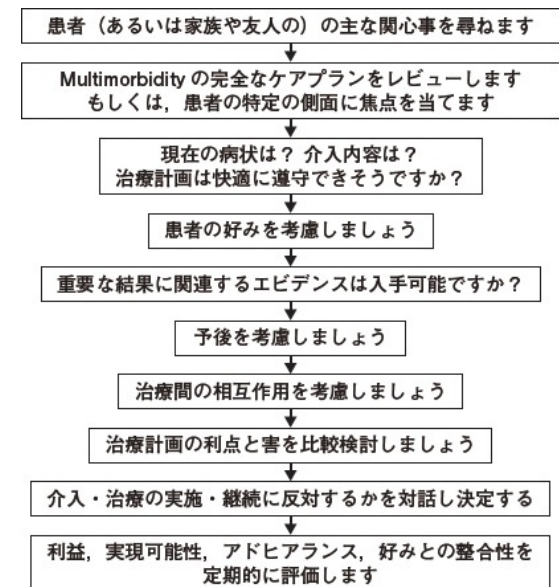 患者（あるいは家族や友人の）の主な関心事を尋ねます
Multimorbidity の完全なケアプランをレビューします
もしくは，患者の特定の側面に焦点を当てます
現在の病状は？ 介入内容は？
治療計画は快適に遵守できそうですか？
患者の好みを考慮しましょう
重要な結果に関連するエビデンスは入手可能ですか？
予後を考慮しましょう
治療間の相互作用を考慮しましょう
治療計画の利点と害を比較検討しましょう
介入・治療の実施・継続に反対するかを対話し決定する
利益，実現可能性，アドヒアランス，好みとの整合性を
定期的に評価します